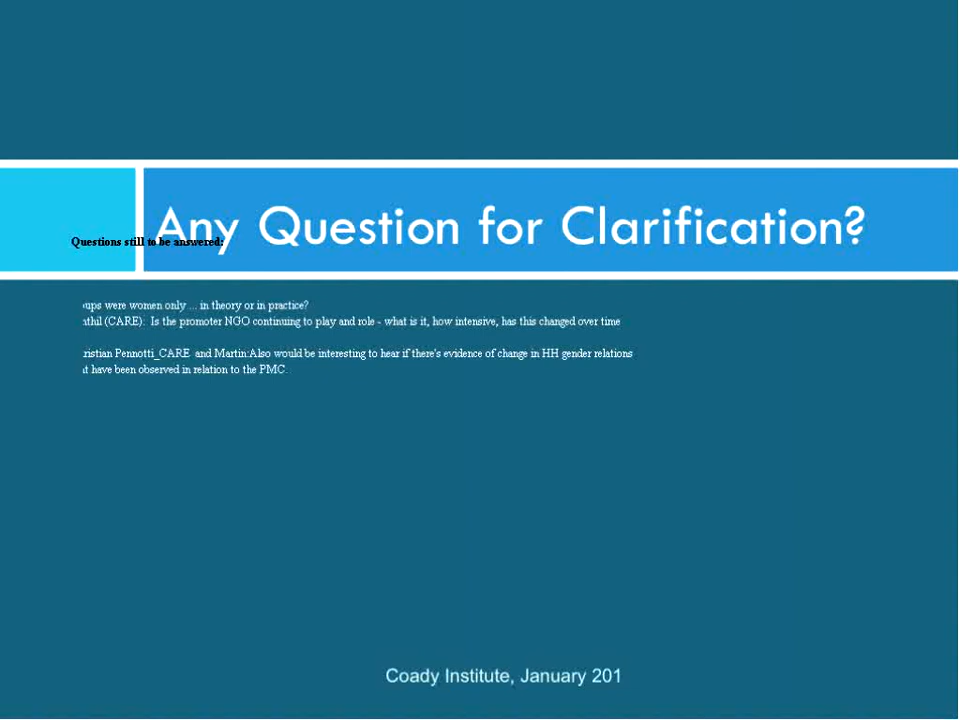 Any Question for Clarification?
Questions still to be answered:
ups were women only ... in theory or in practice?
thil (CARE): Is the promoter NGO continuing to play and role - what is it, how intensive, has this changed over time
ristian Pennotti_CARE and Martin:Also would be interesting to hear if there's evidence of change in HH gender relations
t have been observed in relation to the PMC.
Coady Institute, January 201